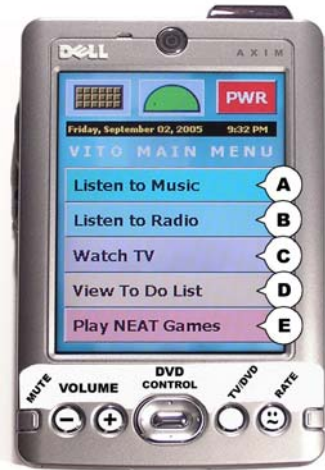 DELL AXIM
PWR
Friday, September 02, 2005 9:32 PM
VITO MAIN MENU
Listen to Music A
Listen to Radio B
Watch TV C
View To Do List D
Play NEAT Games E
MUTE VOLUME DVD CONTROL TV/DVD RATE